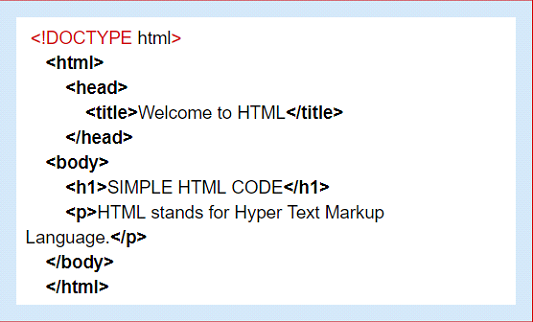 <!DOCTYPE html>
<html>
<head>
<title>Welcome to HTML</title>
</head>
<body>
<h1>SIMPLE HTML CODE</h1>
<p>HTML stands for Hyper Text Markup
Language.</p>
</body>
</html>